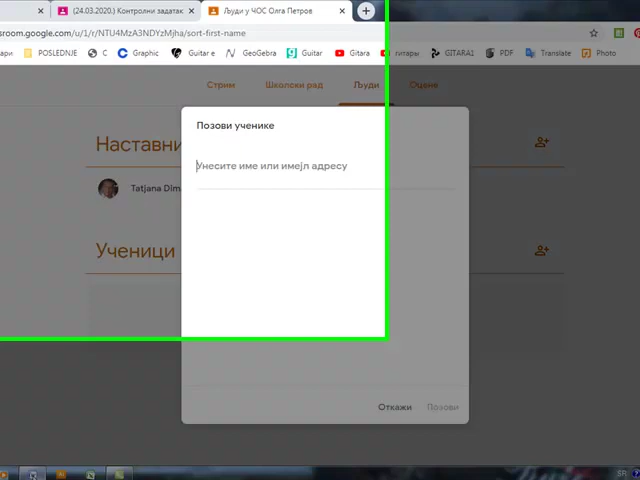 (24.03.2020.) Контролни задатак
Људи у ЧОС Олга Петров
sroom.google.com/u/1/r/NTU4MzA3NDYzMjha/sort-first-name
POSLEDNJE
C
Graphic
Guitar e
GeoGebra
Guitar
Gitara
гитары
GITARA1
PDF
Translate
Photo
Стрим
Школски рад
Људи
Оцене
Позови ученике
Унесите име или имејл адресу
Наставни
Tatjana Dim
Ученици
Откажи
Позови
SR